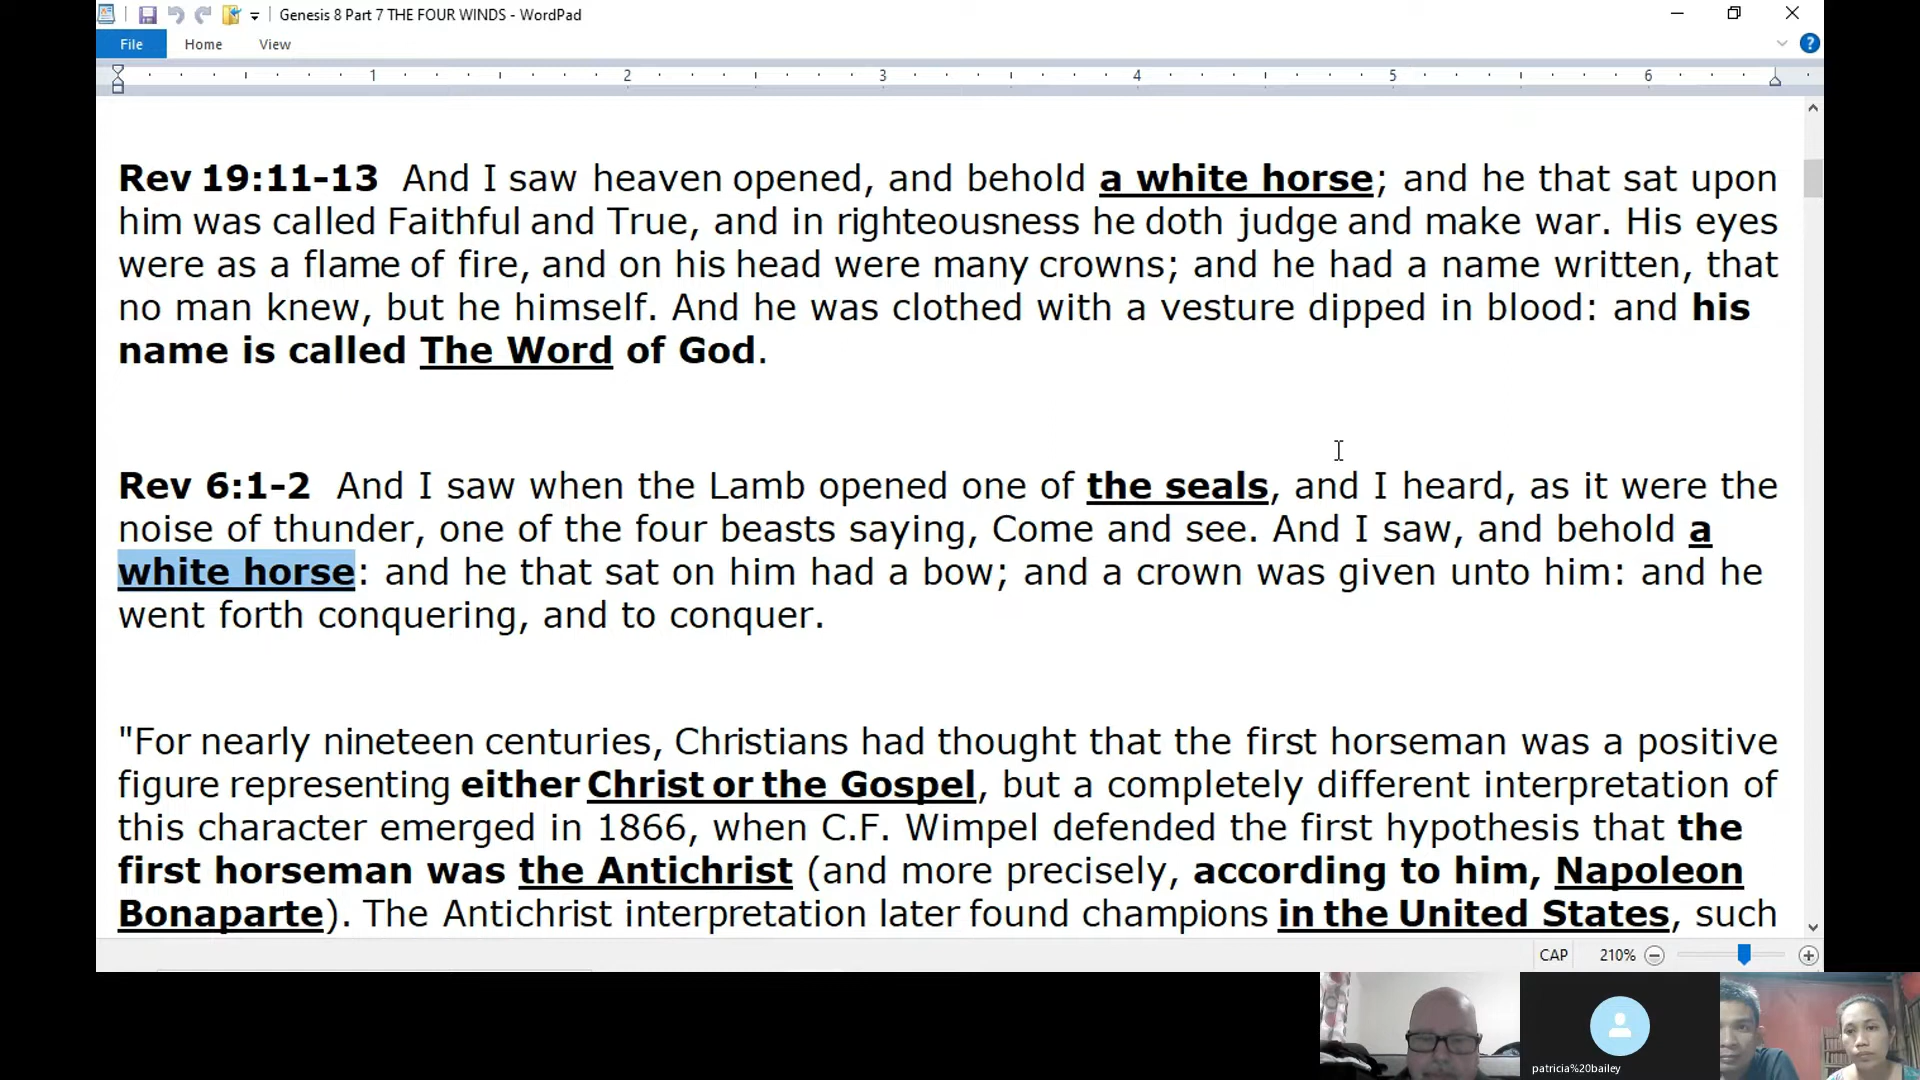 Genesis 8 Part 7 THE FOUR WINDS - WordPad
File Home View
1 2 3 4 5 6
Rev 19:11-13 And I saw heaven opened, and behold a white horse; and he that sat upon
him was called Faithful and True, and in righteousness he doth judge and make war. His eyes
were as a flame of fire, and on his head were many crowns; and he had a name written, that
no man knew, but he himself. And he was clothed with a vesture dipped in blood: and his
name is called The Word of God.
Rev 6:1-2 And I saw when the Lamb opened one of the seals, and I heard, as it were the
noise of thunder, one of the four beasts saying, Come and see. And I saw, and behold a
white horse: and he that sat on him had a bow; and a crown was given unto him: and he
went forth conquering, and to conquer.
"For nearly nineteen centuries, Christians had thought that the first horseman was a positive
figure representing either Christ or the Gospel, but a completely different interpretation of
this character emerged in 1866, when C.F. Wimpel defended the first hypothesis that the
first horseman was the Antichrist (and more precisely, according to him, Napoleon
Bonaparte). The Antichrist interpretation later found champions in the United States, such
CAP 210%
patricia%20bailey